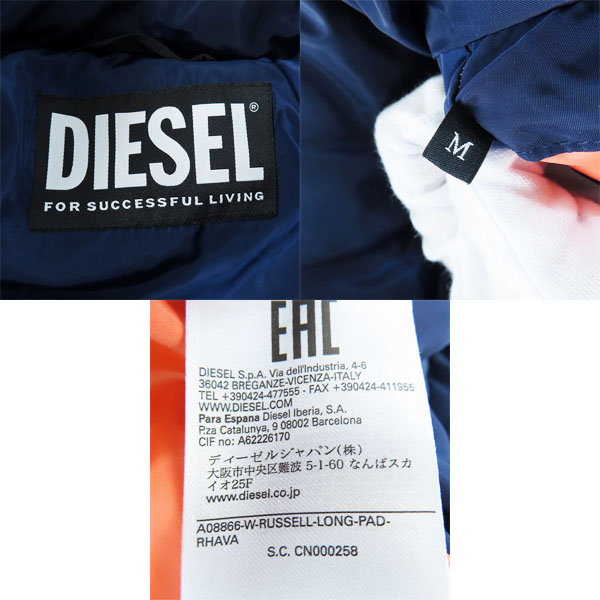 DIESEL®
FOR SUCCESSFUL LIVING
M
EAC
DIESEL S.p.A. Via dell'Industria, 4-6
36042 BREGANZE-VICENZA-ITALY
TEL +390424-477555 - FAX +390424-411955
WWW.DIESEL.COM
Para Espana Diesel Iberia, S.A.
P.za Catalunya, 9 08002 Barcelona
CIF no: A62226170
ディーゼルジャパン(株)
大阪市中央区難波 5-1-60 なんばスカ
イオ25F
www.diesel.co.jp
A08866-W-RUSSELL-LONG-PAD-
RHAVA
S.C. CN000258